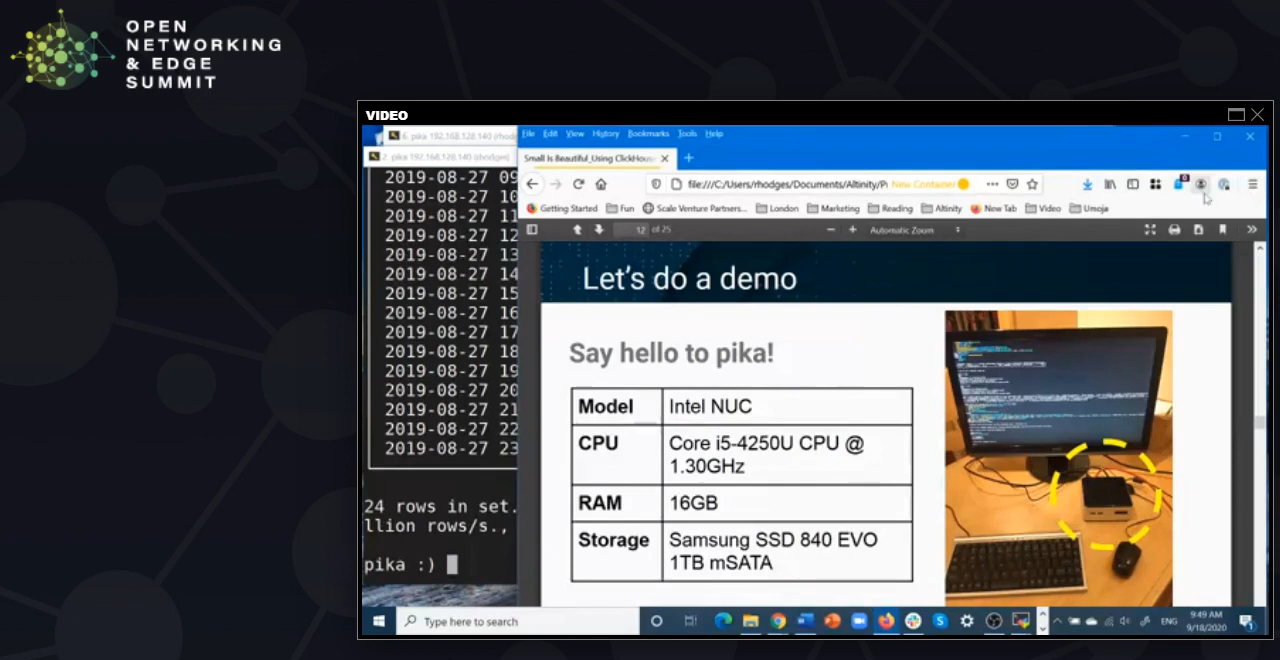 OPEN
NETWORKING
& EDGE
SUMMIT
VIDEO
6. pika 192.168.128.140 (rhodge
2. pika 192.168.128.140 (rhodges)
File Edit View History Bookmarks Tools Help
Small Is Beautiful_Using ClickHouse
file:///C:/Users/rhodges/Documents/Altinity/P New Container
Getting Started Fun Scale Venture Partners... London Marketing Reading Altinity New Tab Video Umoja
12 of 25 Automatic Zoom
2019-08-27 09
2019-08-27 10
2019-08-27 11
2019-08-27 12
2019-08-27 13
2019-08-27 14
2019-08-27 15
2019-08-27 16
2019-08-27 17
2019-08-27 18
2019-08-27 19
2019-08-27 20
2019-08-27 21
2019-08-27 22
2019-08-27 23
24 rows in set.
llion rows/s.,
pika :)
Let's do a demo
Say hello to pika!
Model Intel NUC
CPU Core i5-4250U CPU @
1.30GHz
RAM 16GB
Storage Samsung SSD 840 EVO
1TB mSATA
Type here to search
ENG
9:49 AM
9/18/2020